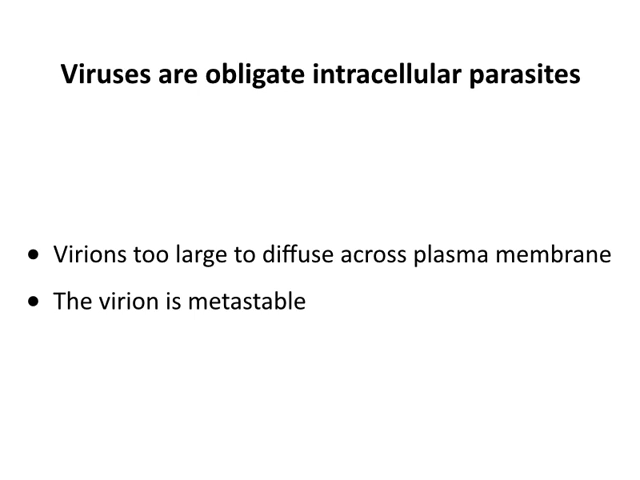 Viruses are obligate intracellular parasites
• Virions too large to diffuse across plasma membrane
• The virion is metastable